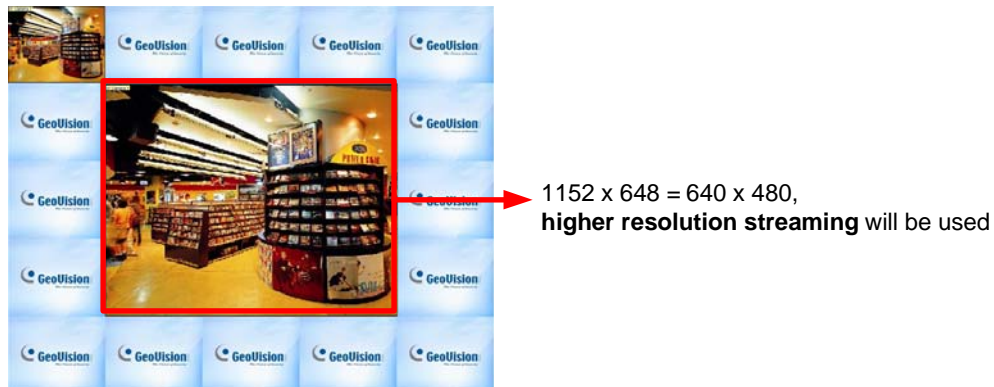 GeoVision GeoVision GeoVision GeoVision
GeoVision GeoVision
GeoVision GeoVision
1152 x 648 = 640 x 480,
higher resolution streaming will be used
GeoVision GeoVision
GeoVision GeoVision GeoVision GeoVision GeoVision